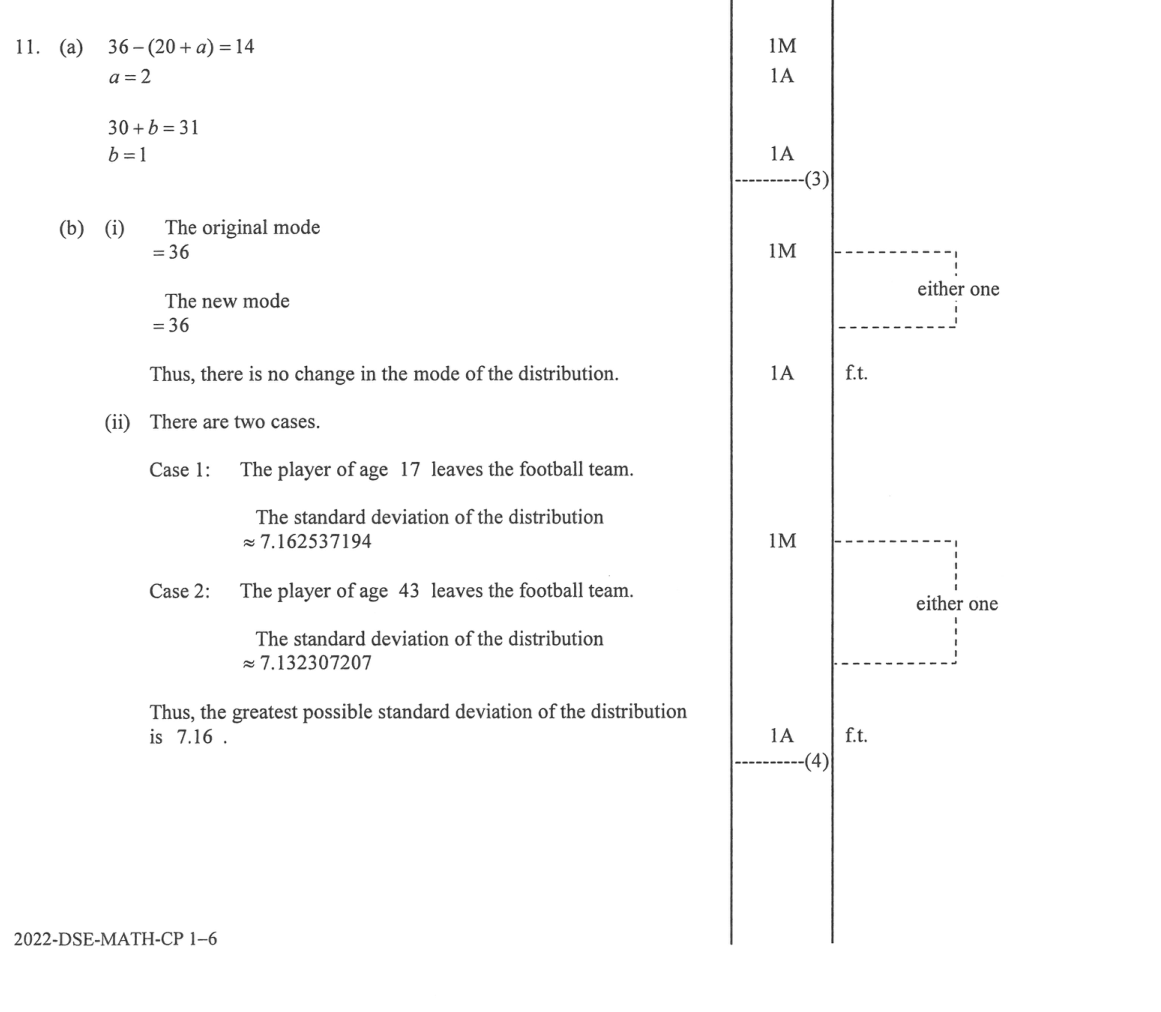 11. (a) 36 – (20 + a) = 14 1M
a = 2 1A
30 + b = 31
b = 1 1A
----------(3)
(b) (i) The original mode
= 36 1M
either one
The new mode
= 36
Thus, there is no change in the mode of the distribution. 1A f.t.
(ii) There are two cases.
Case 1: The player of age 17 leaves the football team.
The standard deviation of the distribution
≈ 7.162537194 1M
Case 2: The player of age 43 leaves the football team.
either one
The standard deviation of the distribution
≈ 7.132307207
Thus, the greatest possible standard deviation of the distribution
is 7.16 . 1A f.t.
----------(4)
2022-DSE-MATH-CP 1–6